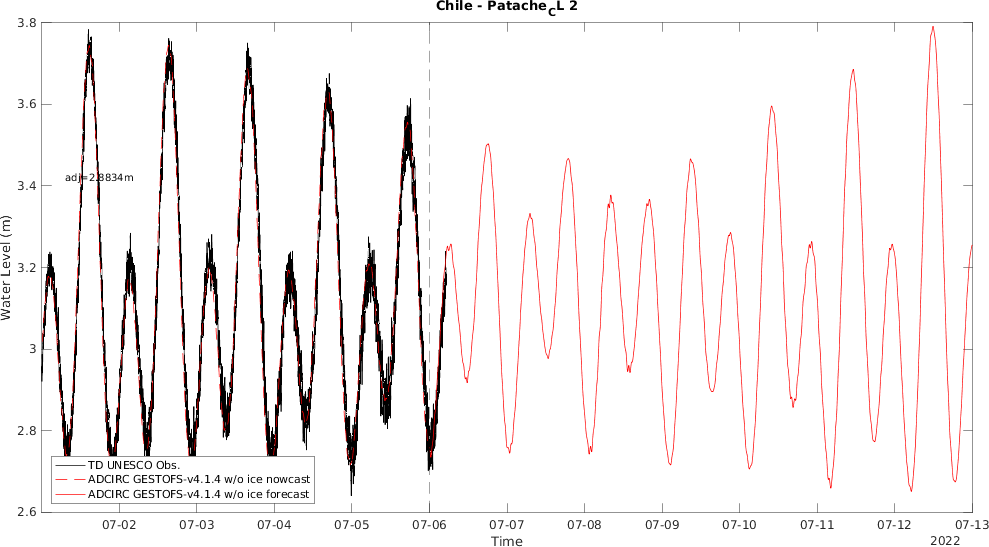 Chile - Patache_CL 2
3.8
3.6
3.4
3.2
3
2.8
2.6
Water Level (m)
adj=2.8834m
TD UNESCO Obs.
ADCIRC GESTOFS-v4.1.4 w/o ice nowcast
ADCIRC GESTOFS-v4.1.4 w/o ice forecast
07-02 07-03 07-04 07-05 07-06 07-07 07-08 07-09 07-10 07-11 07-12 07-13
Time
2022